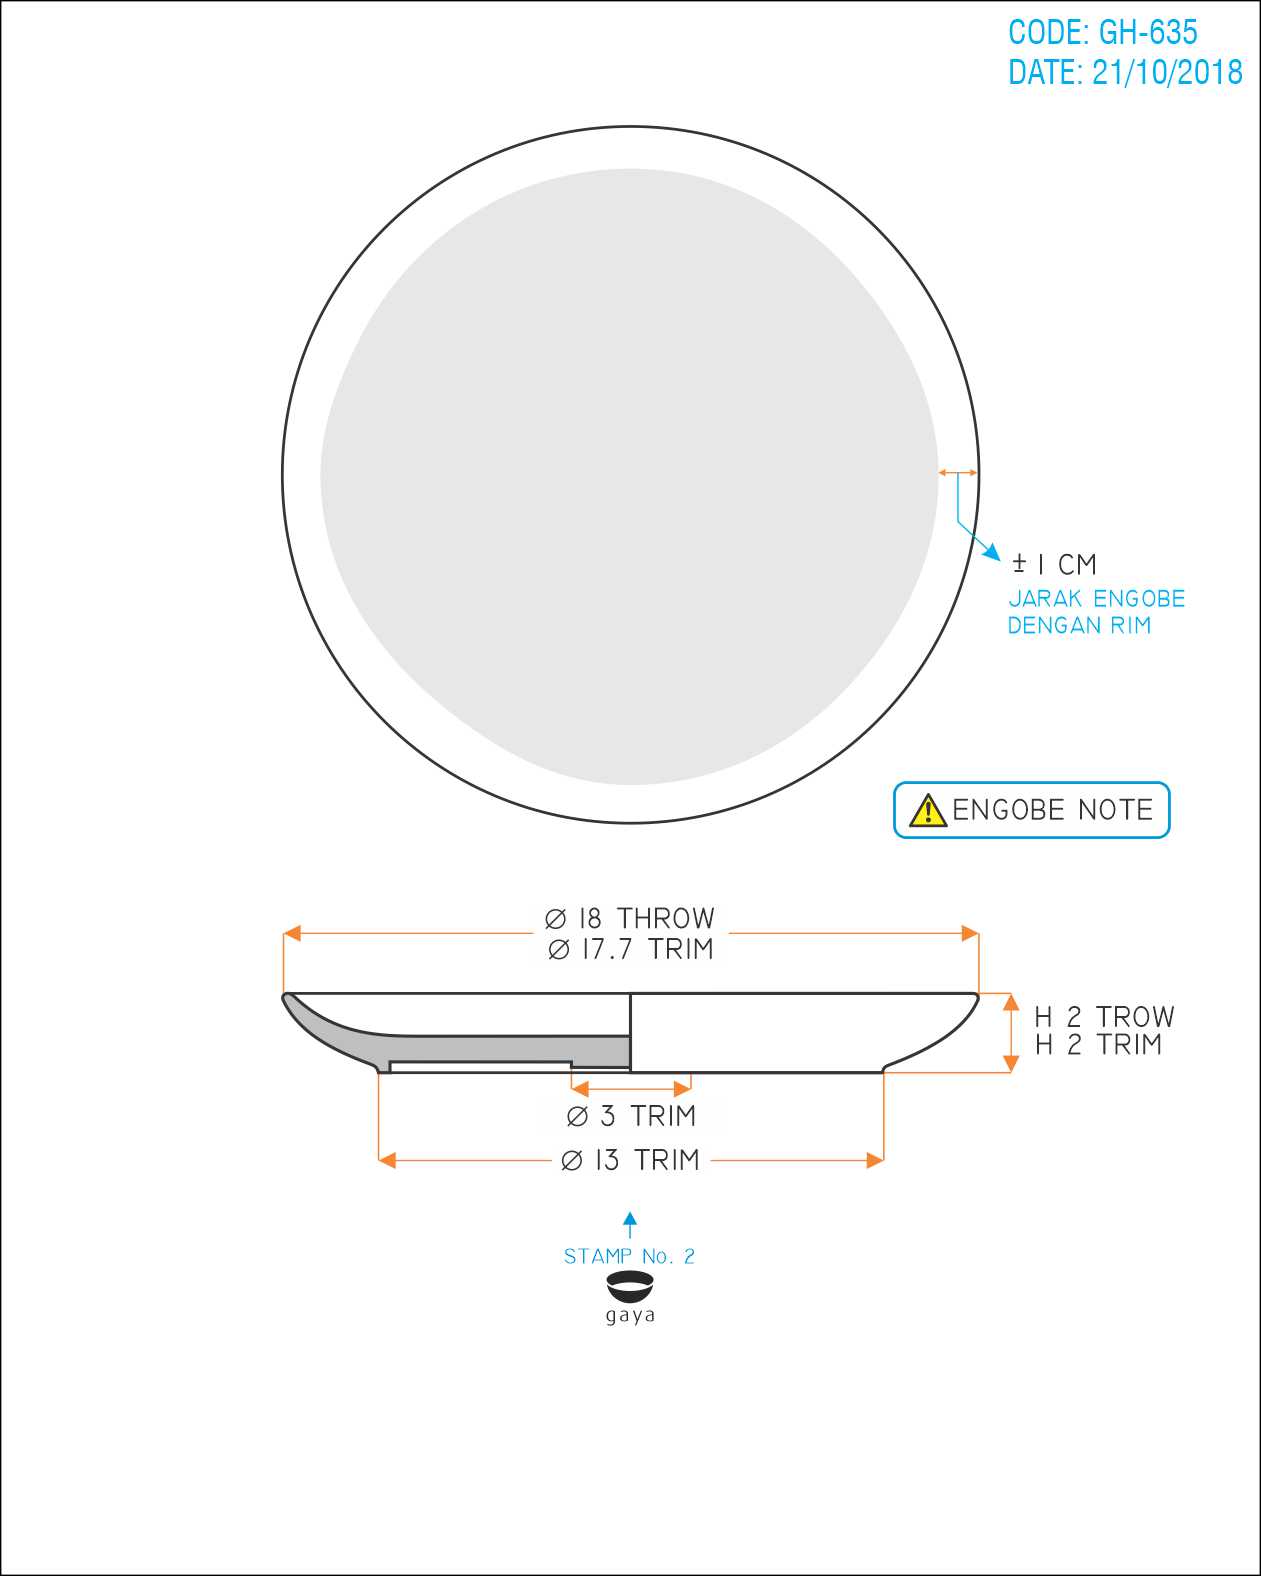 CODE: GH-635
DATE: 21/10/2018
± 1 CM
JARAK ENGOBE
DENGAN RIM
ENGOBE NOTE
Ø 18 THROW
Ø 17.7 TRIM
H 2 TROW
H 2 TRIM
Ø 3 TRIM
Ø 13 TRIM
STAMP No. 2
gaya